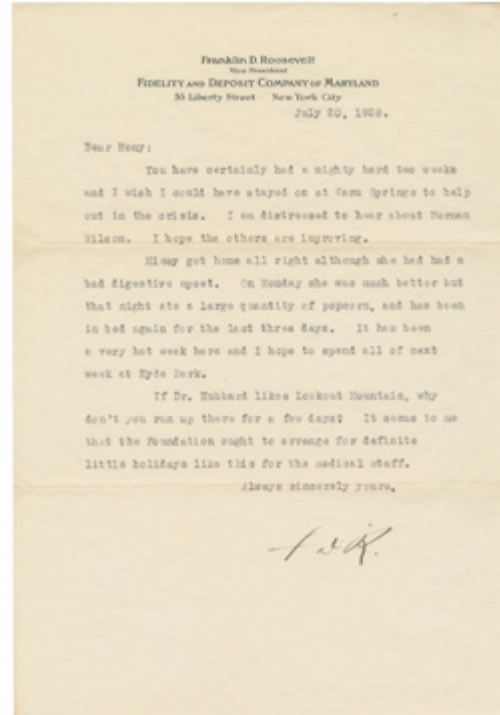 Franklin D. Roosevelt
Vice President
FIDELITY AND DEPOSIT COMPANY OF MARYLAND
55 Liberty Street New York City
July 20, 1928.
Dear Hony:
You have certainly had a mighty hard two weeks
and I wish I could have stayed on at Warm Springs to help
out in the crisis. I am distressed to hear about Herman
Wilson. I hope the others are improving.
Missy got home all right although she had had a
bad digestive upset. On Monday she was much better but
that night ate a large quantity of popcorn, and has been
in bed again for the last three days. It has been
a very hot week here and I hope to spend all of next
week at Hyde Park.
If Dr. Hubbard likes Lookout Mountain, why
don't you run up there for a few days? It seems to me
that the Foundation ought to arrange for definite
little holidays like this for the medical staff.
Always sincerely yours,
FDR.